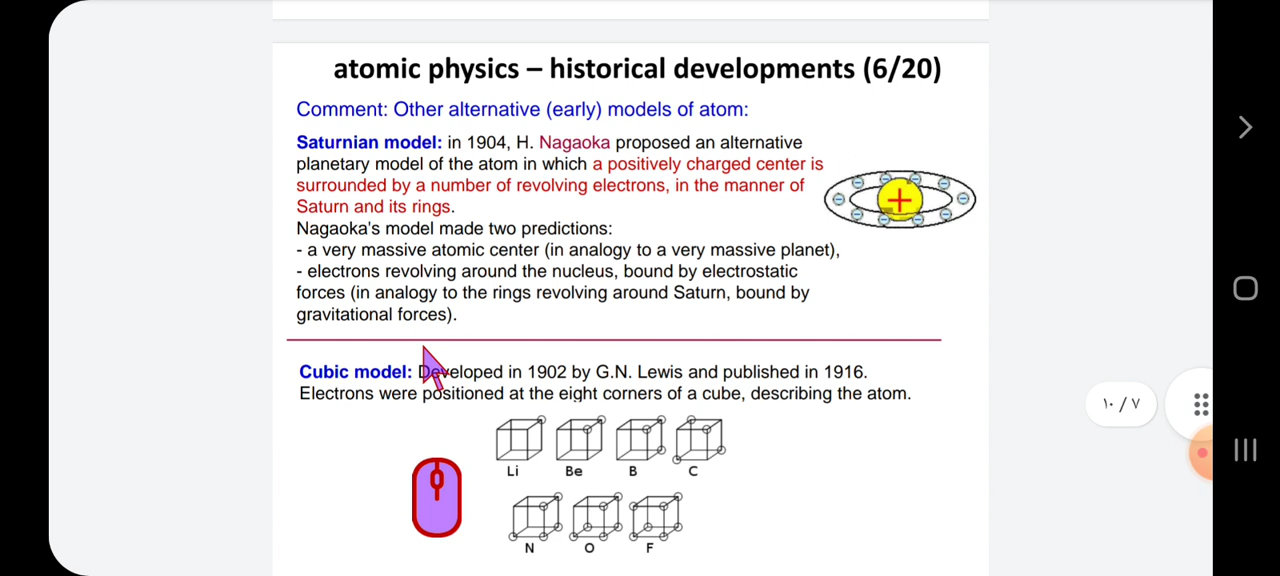 atomic physics – historical developments (6/20)
Comment: Other alternative (early) models of atom:
Saturnian model: in 1904, H. Nagaoka proposed an alternative
planetary model of the atom in which a positively charged center is
surrounded by a number of revolving electrons, in the manner of
Saturn and its rings.
+
Nagaoka's model made two predictions:
- a very massive atomic center (in analogy to a very massive planet),
- electrons revolving around the nucleus, bound by electrostatic
forces (in analogy to the rings revolving around Saturn, bound by
gravitational forces).
Cubic model: Developed in 1902 by G.N. Lewis and published in 1916.
Electrons were positioned at the eight corners of a cube, describing the atom.
Li Be B C
N O F
١٠ / ٧